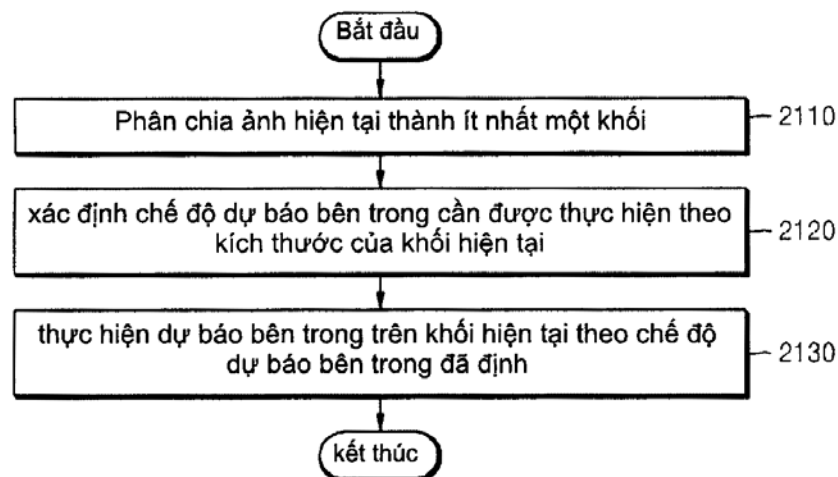 Bắt đầu
Phân chia ảnh hiện tại thành ít nhất một khối
2110
xác định chế độ dự báo bên trong cần được thực hiện theo
kích thước của khối hiện tại
2120
thực hiện dự báo bên trong trên khối hiện tại theo chế độ
dự báo bên trong đã định
2130
kết thúc